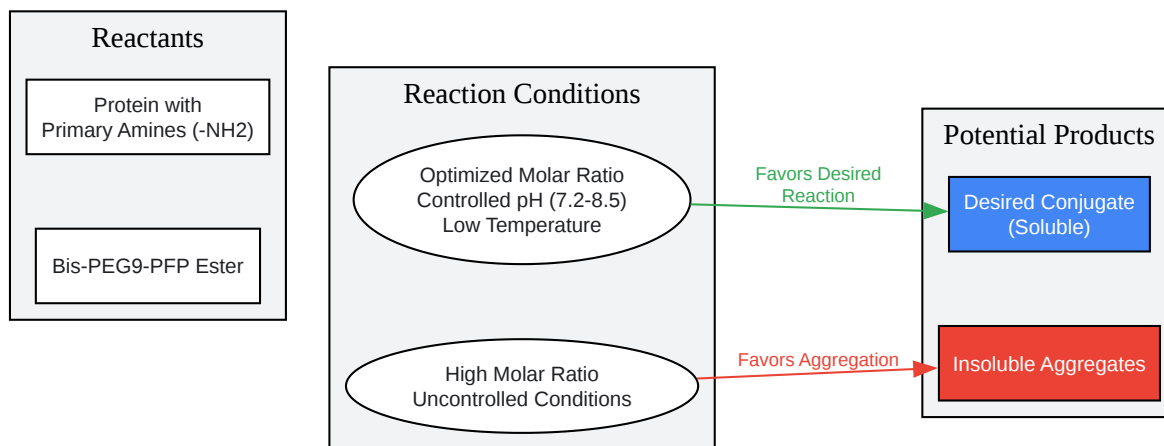 Reactants
Protein with
Primary Amines (-NH2)
Bis-PEG9-PFP Ester
Reaction Conditions
Optimized Molar Ratio
Controlled pH (7.2-8.5)
Low Temperature
High Molar Ratio
Uncontrolled Conditions
Favors Desired
Reaction
Favors Aggregation
Potential Products
Desired Conjugate
(Soluble)
Insoluble Aggregates